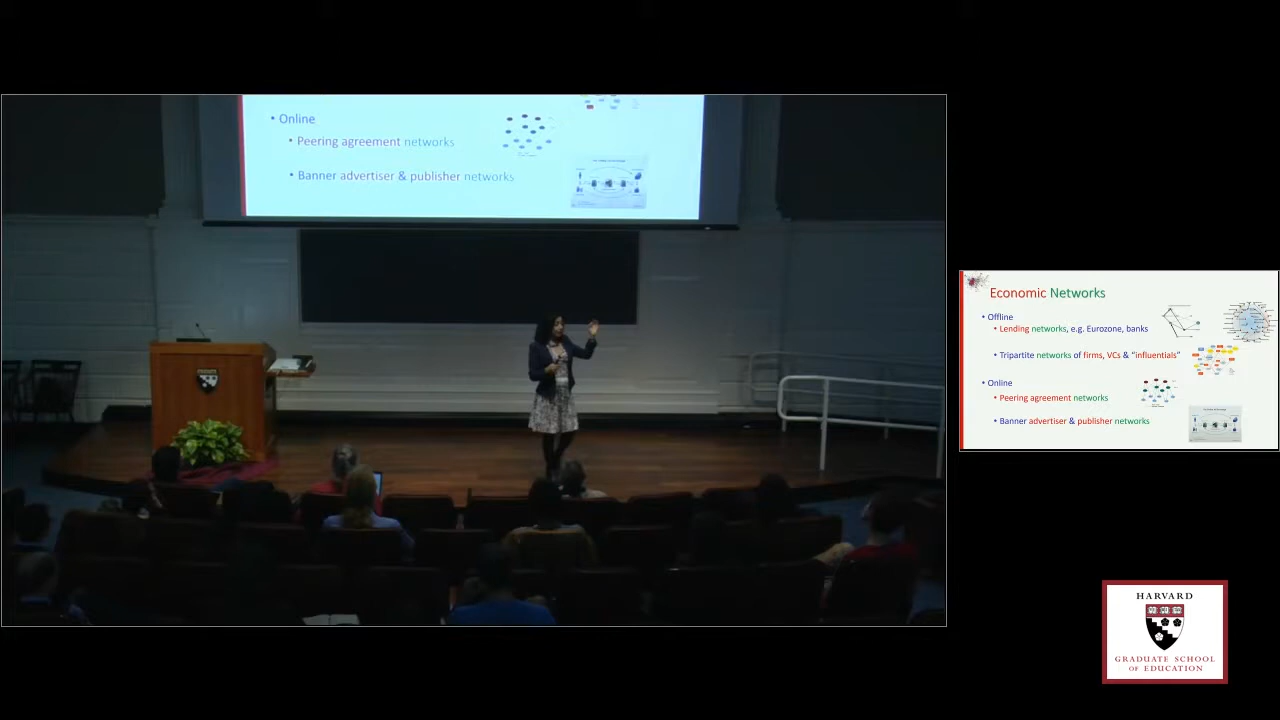 • Online
• Peering agreement networks
• Banner advertiser & publisher networks
Economic Networks
• Offline
• Lending networks, e.g. Eurozone, banks
• Tripartite networks of firms, VCs & "influentials"
• Online
• Peering agreement networks
• Banner advertiser & publisher networks
HARVARD
GRADUATE SCHOOL
OF EDUCATION